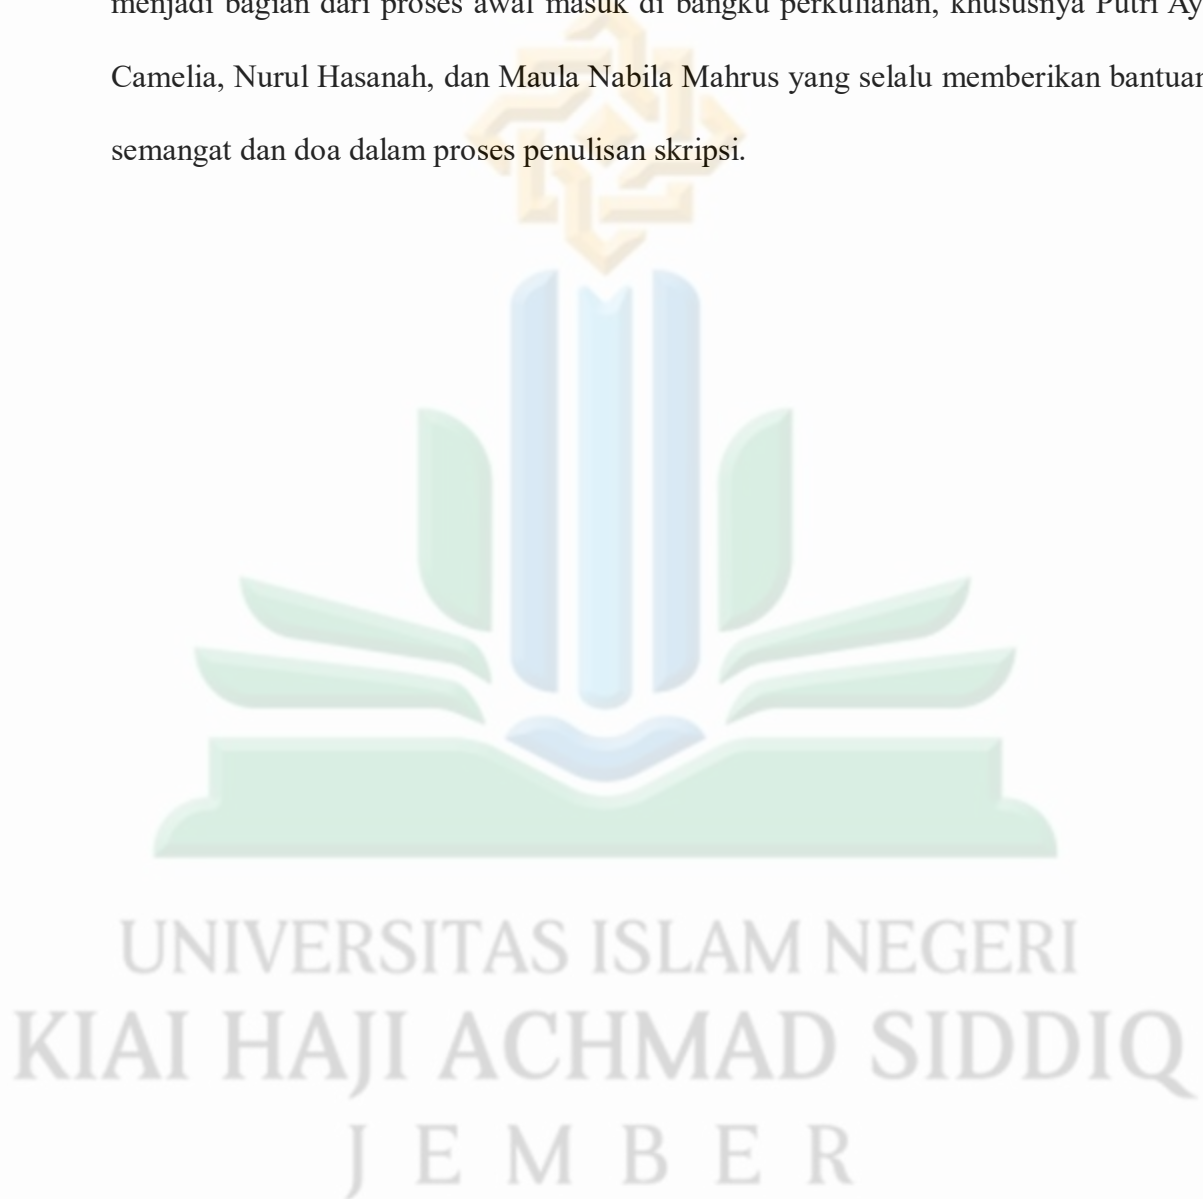 menjadi bagian dari proses awal masuk di bangku perkuliahan, khususnya Putri
Camelia, Nurul Hasanah, dan Maula Nabila Mahrus yang selalu memberikan bantuan
semangat dan doa dalam proses penulisan skripsi.
UNIVERSITAS ISLAM NEGERI
KIAI HAJI ACHMAD SIDDIQ
JEMBER